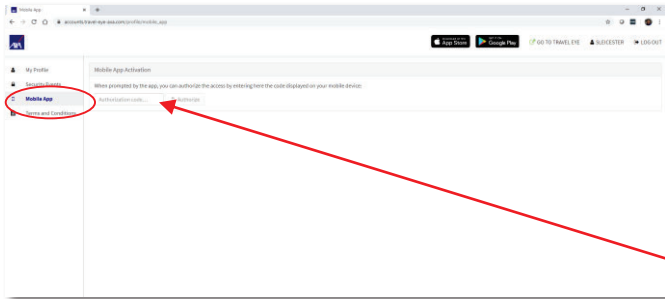 Mobile App
accounts.travel-eye-axa.com/profile/mobile_app
AXA
App Store
Google Play
GO TO TRAVEL EYE
LOG OUT
My Profile
Security Events
Mobile App
Terms and Conditions
Mobile App Activation
When prompted by the app, you can authorize the access by entering here the code displayed on your mobile device:
Authorization code...
Authorize